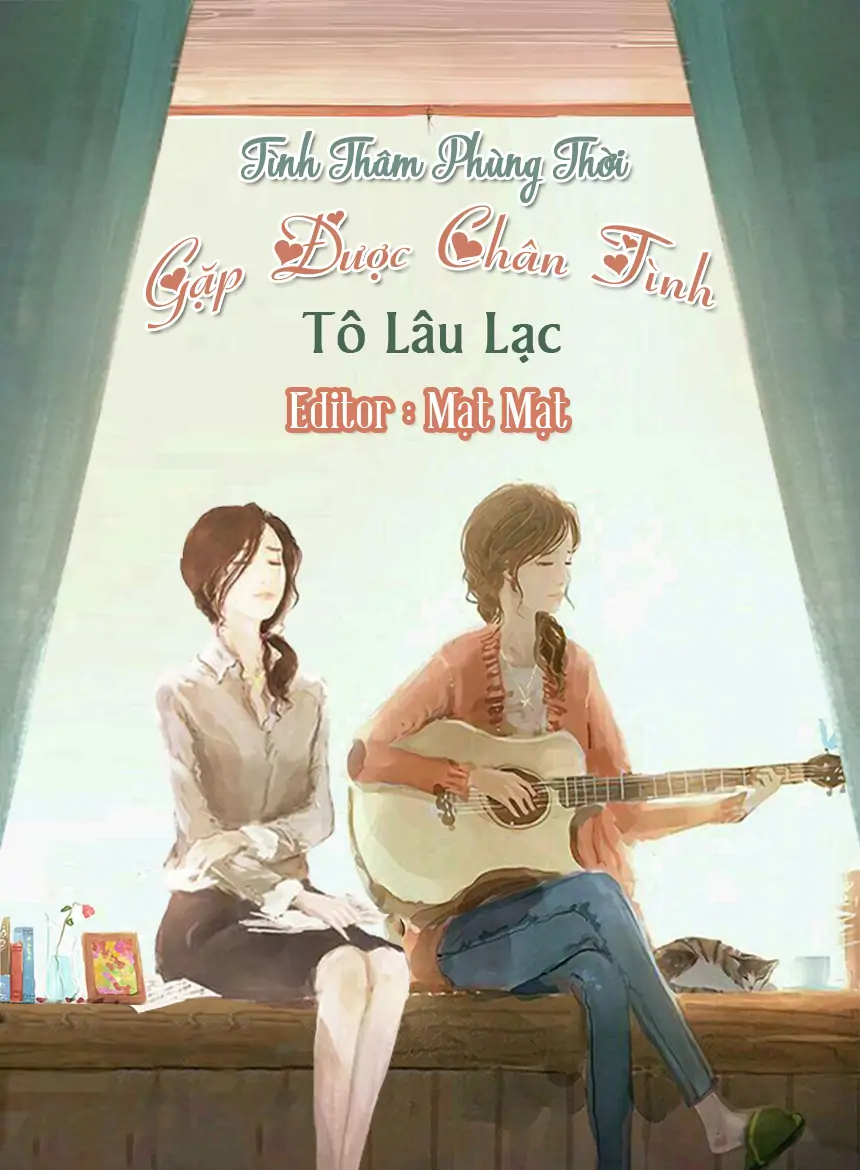 Tình Thâm Phùng Thời
Gặp Được Chân Tình
Tô Lâu Lạc
Editor : Mạt Mạt